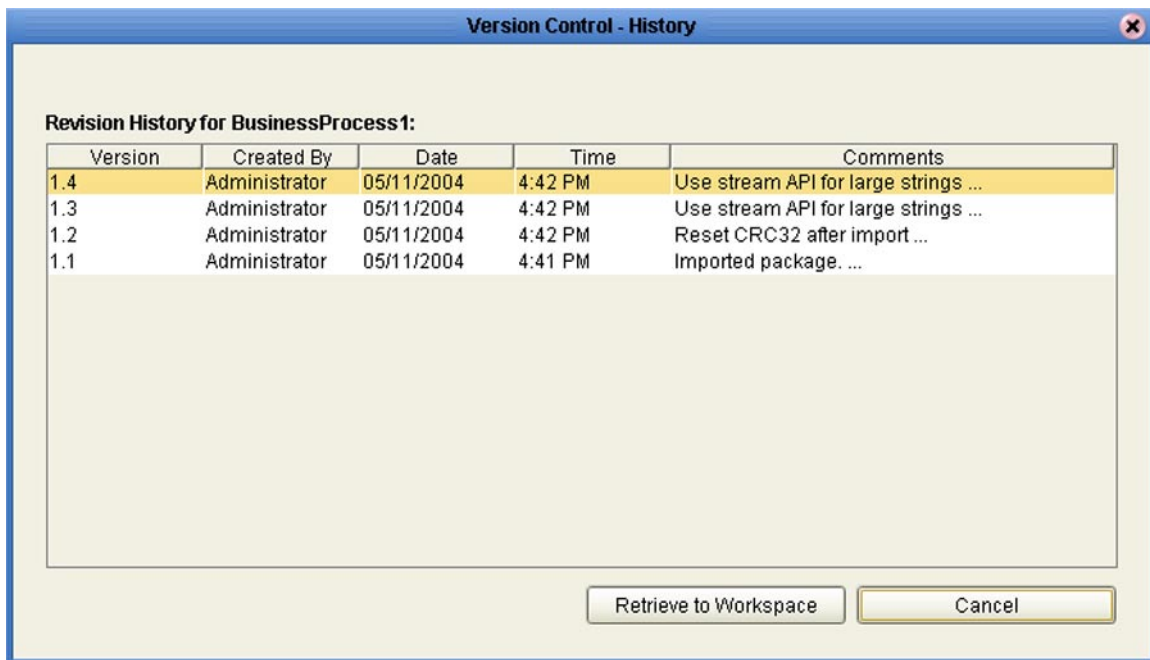 Version Control - History
Revision History for BusinessProcess1:
Version Created By Date Time Comments
1.4 Administrator 05/11/2004 4:42 PM Use stream API for large strings ...
1.3 Administrator 05/11/2004 4:42 PM Use stream API for large strings ...
1.2 Administrator 05/11/2004 4:42 PM Reset CRC32 after import ...
1.1 Administrator 05/11/2004 4:41 PM Imported package. ...
Retrieve to Workspace Cancel